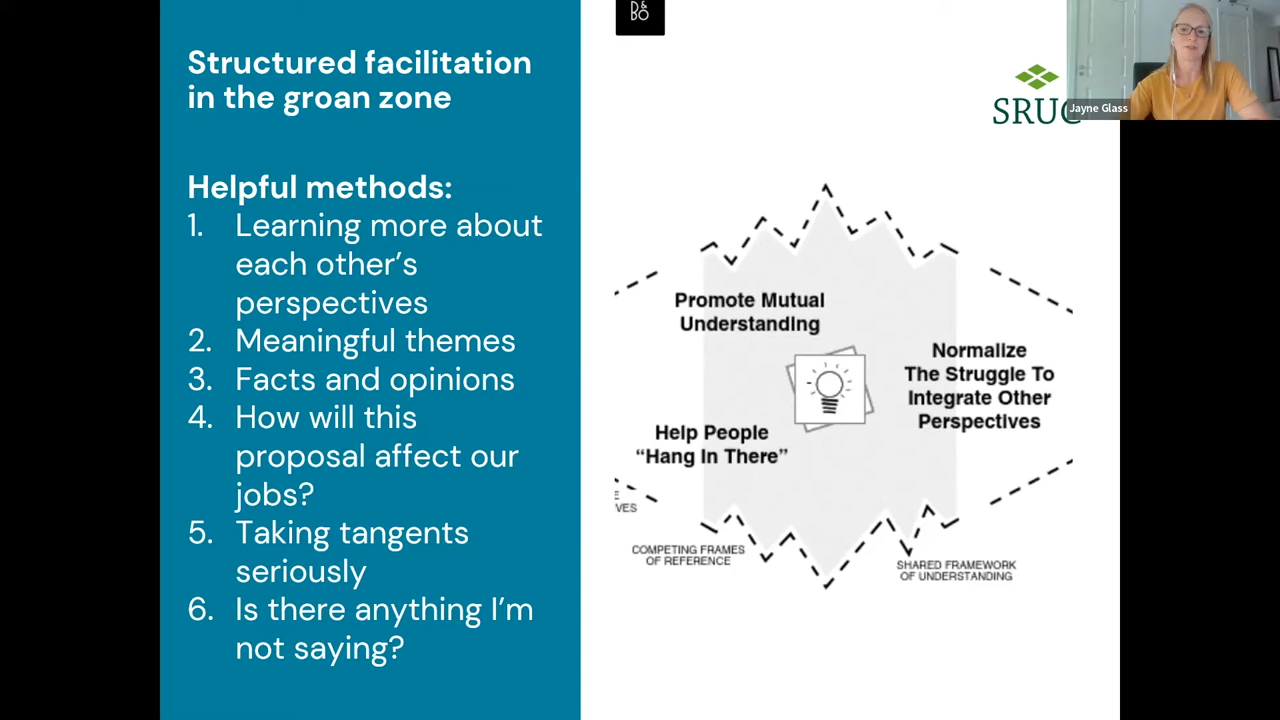 Structured facilitation
in the groan zone
Helpful methods:
1. Learning more about
each other's
perspectives
2. Meaningful themes
3. Facts and opinions
4. How will this
proposal affect our
jobs?
5. Taking tangents
seriously
6. Is there anything I'm
not saying?
D&
BO
SRUC
Jayne Glass
Promote Mutual
Understanding
Normalize
The Struggle To
Integrate Other
Perspectives
Help People
“Hang In There”
VES
COMPETING FRAMES
OF REFERENCE
SHARED FRAMEWORK
OF UNDERSTANDING